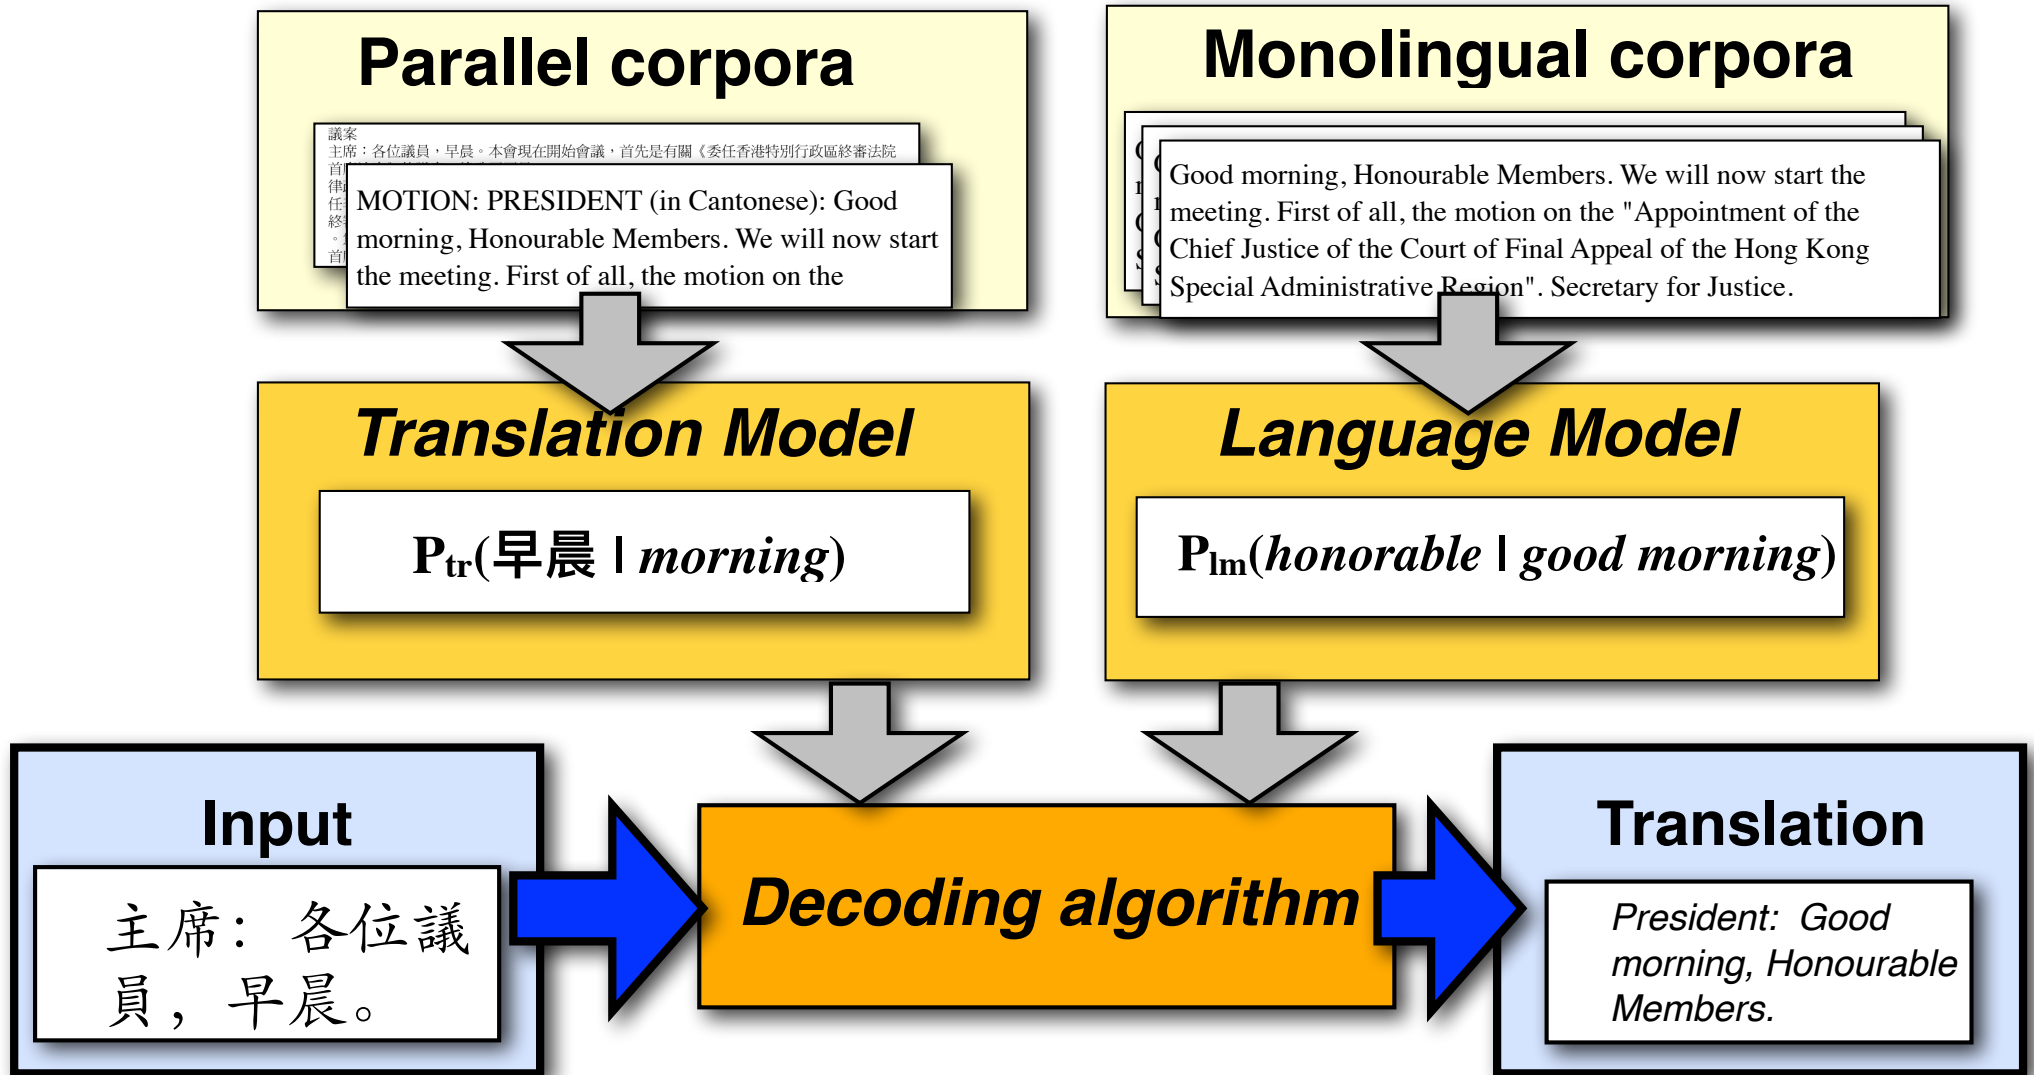 Parallel corpora
議案
主席：各位議員，早晨。本會現在開始會議，首先是有關《委任香港特別行政區終審法院
MOTION: PRESIDENT (in Cantonese): Good
morning, Honourable Members. We will now start
the meeting. First of all, the motion on the
Monolingual corpora
Good morning, Honourable Members. We will now start the
meeting. First of all, the motion on the "Appointment of the
Chief Justice of the Court of Final Appeal of the Hong Kong
Special Administrative Region". Secretary for Justice.
Translation Model
Ptr(早晨 | morning)
Language Model
Plm(honorable | good morning)
Input
主席: 各位議
員, 早晨。
Decoding algorithm
Translation
President: Good
morning, Honourable
Members.